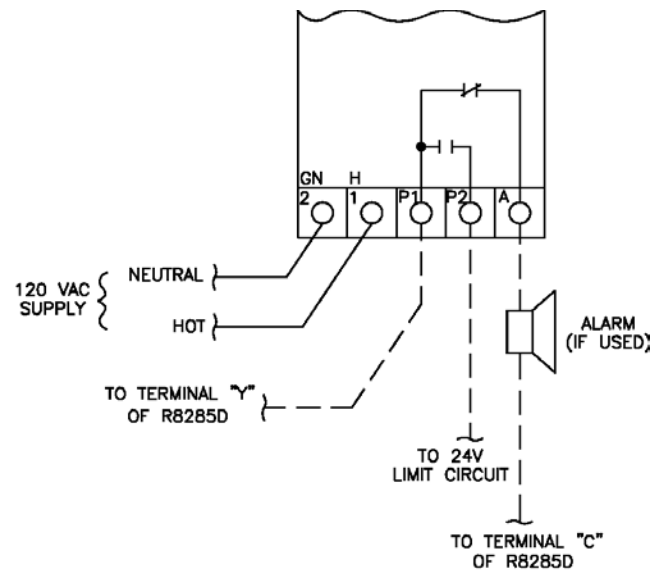 GN H
2 1 P1 P2 A
NEUTRAL
120 VAC
SUPPLY
HOT
ALARM
(IF USED)
TO TERMINAL "Y"
OF R8285D
TO 24V
LIMIT CIRCUIT
TO TERMINAL "C"
OF R8285D